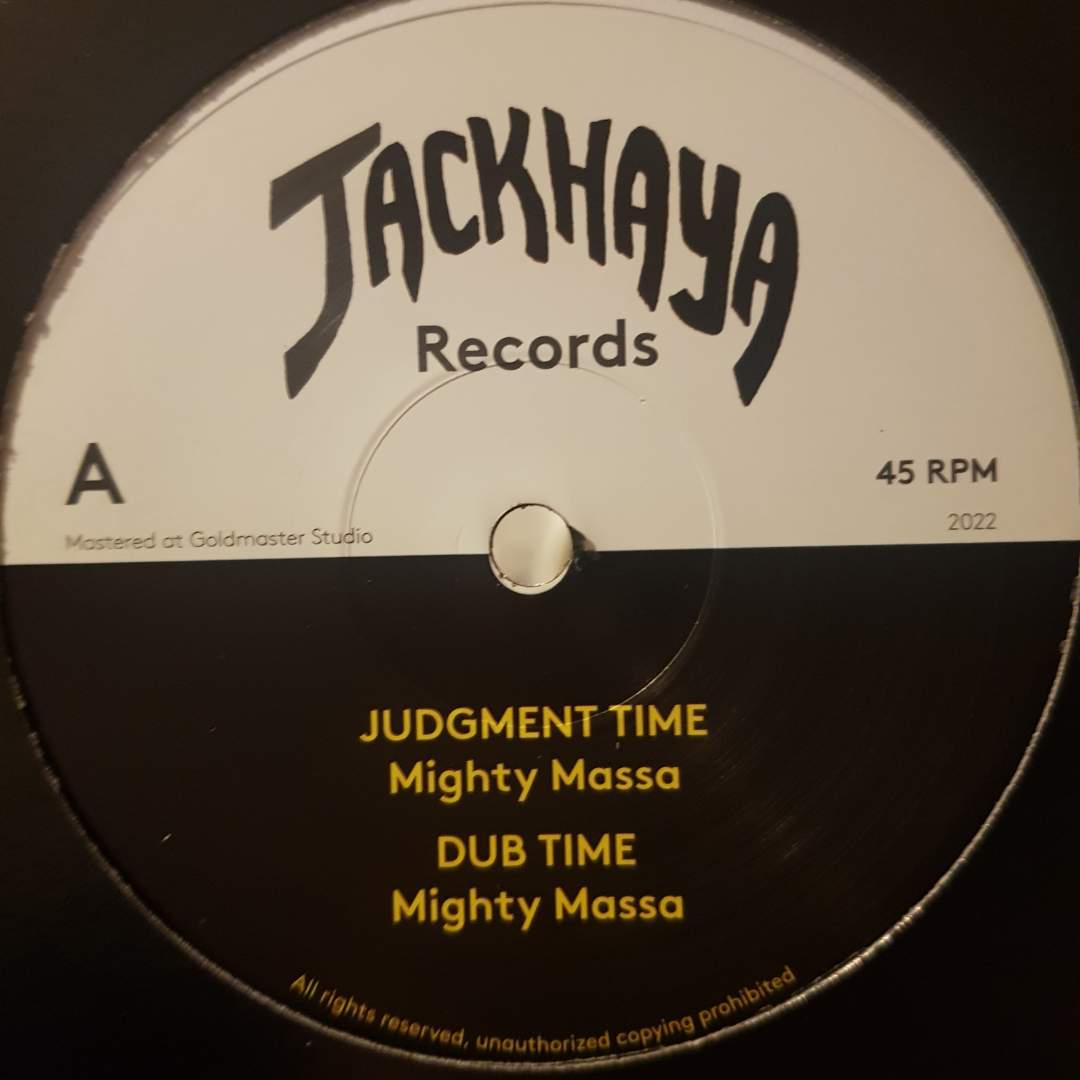 JACKHAYA
Records
A
45 RPM
Mastered at Goldmaster Studio
2022
JUDGMENT TIME
Mighty Massa
DUB TIME
Mighty Massa
All rights reserved, unauthorized copying prohibited